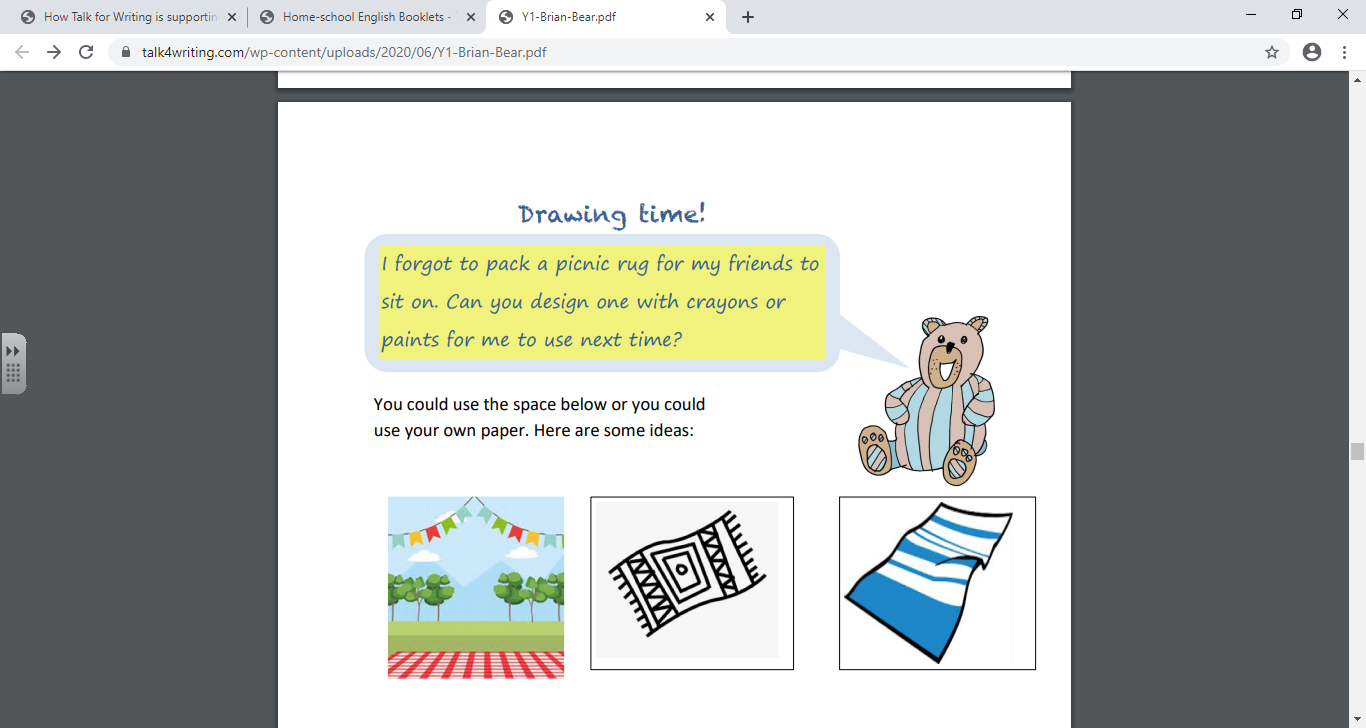 How Talk for Writing is supportin
Home-school English Booklets -
Y1-Brian-Bear.pdf
talk4writing.com/wp-content/uploads/2020/06/Y1-Brian-Bear.pdf
Drawing time!
I forgot to pack a picnic rug for my friends to
sit on. Can you design one with crayons or
paints for me to use next time?
You could use the space below or you could
use your own paper. Here are some ideas: